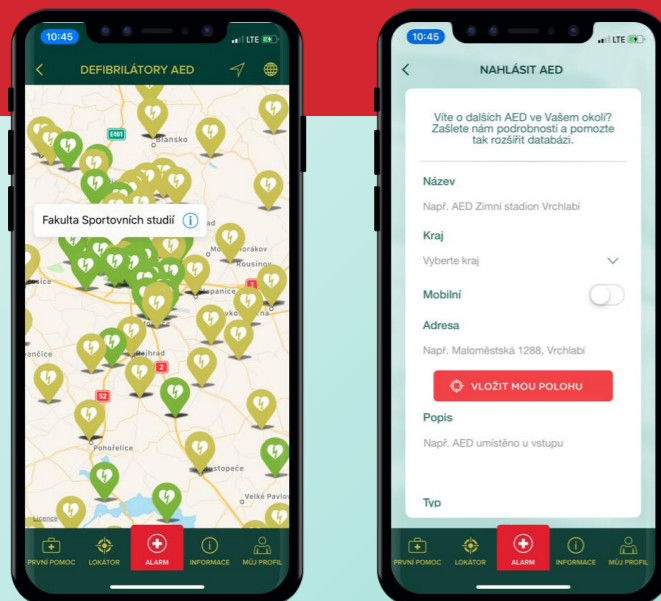 10:45
LTE
DEFIBRILÁTORY AED
E461
Blansko
Fakulta Sportovních studií
Rousínov
1
2
52
Pohořelice
Velké Pavlov
Licence
PRVNÍ POMOC
LOKÁTOR
ALARM
INFORMACE
MŮJ PROFIL
10:45
LTE
NAHLÁSIT AED
Víte o dalších AED ve Vašem okolí?
Zašlete nám podrobnosti a pomozte
tak rozšířit databázi.
Název
Např. AED Zimní stadion Vrchlabí
Kraj
Vyberte kraj
Mobilní
Adresa
Např. Maloměstská 1288, Vrchlabí
VLOŽIT MOU POLOHU
Popis
Např. AED umístěno u vstupu
Typ
PRVNÍ POMOC
LOKÁTOR
ALARM
INFORMACE
MŮJ PROFIL